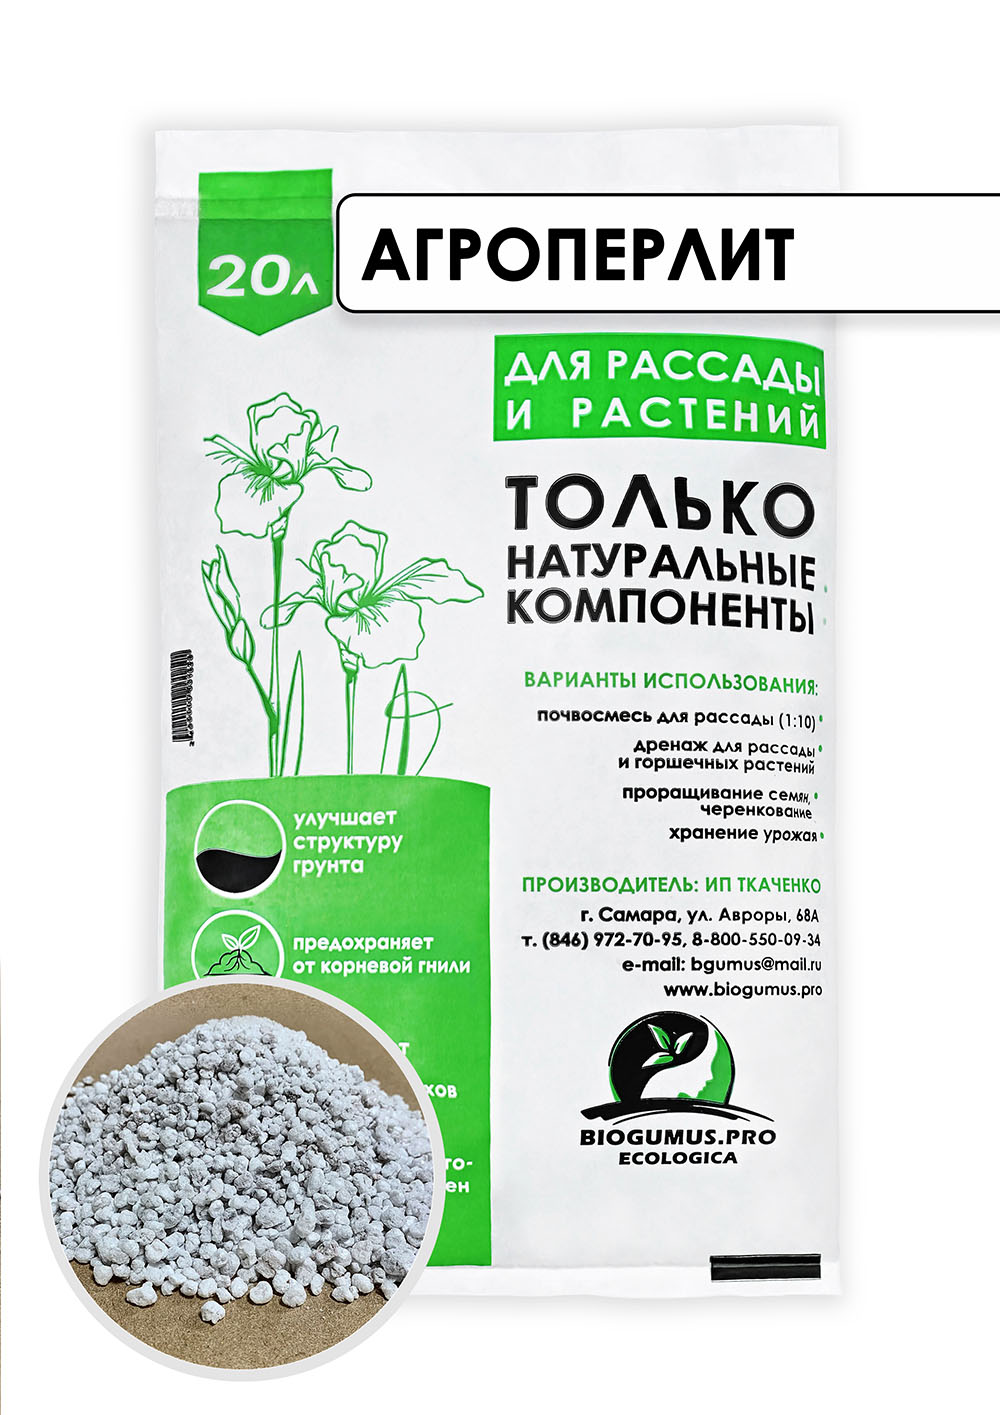 20л
АГРОПЕРЛИТ
ДЛЯ РАССАДЫ
И РАСТЕНИЙ
ТОЛЬКО
НАТУРАЛЬНЫЕ
КОМПОНЕНТЫ
ВАРИАНТЫ ИСПОЛЬЗОВАНИЯ:
почвосмесь для рассады (1:10) •
дренаж для рассады •
и горшечных растений
проращивание семян, •
черенкование
хранение урожая •
улучшает
структуру
грунта
предохраняет
от корневой гнили
ПРОИЗВОДИТЕЛЬ: ИП ТКАЧЕНКО
г. Самара, ул. Авроры, 68А
т. (846) 972-70-95, 8-800-550-09-34
e-mail: bgumus@mail.ru
www.biogumus.pro
BIOGUMUS.PRO
ECOLOGICA